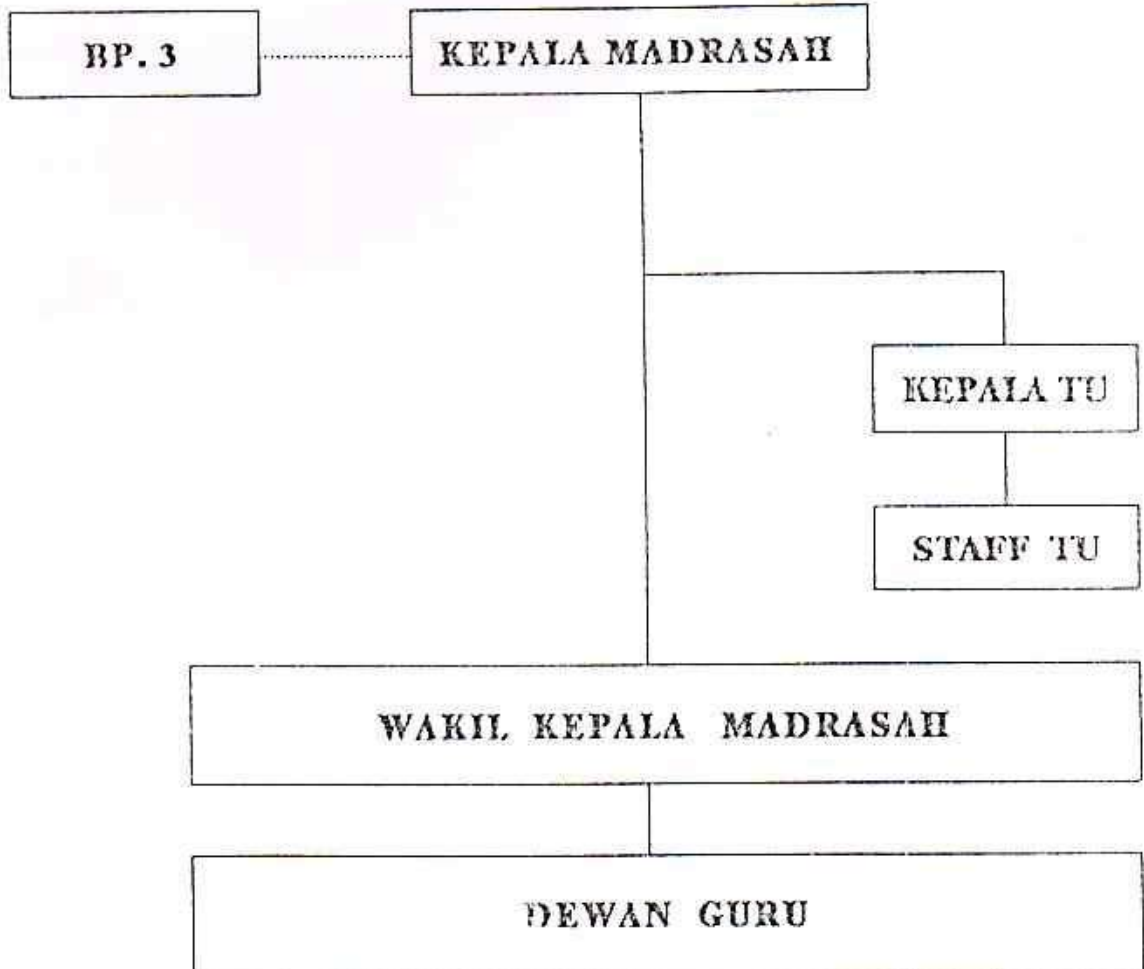 BP.3
KEPALA MADRASAH
KEPALA TU
STAFF TU
WAKIL KEPALA MADRASAH
DEWAN GURU